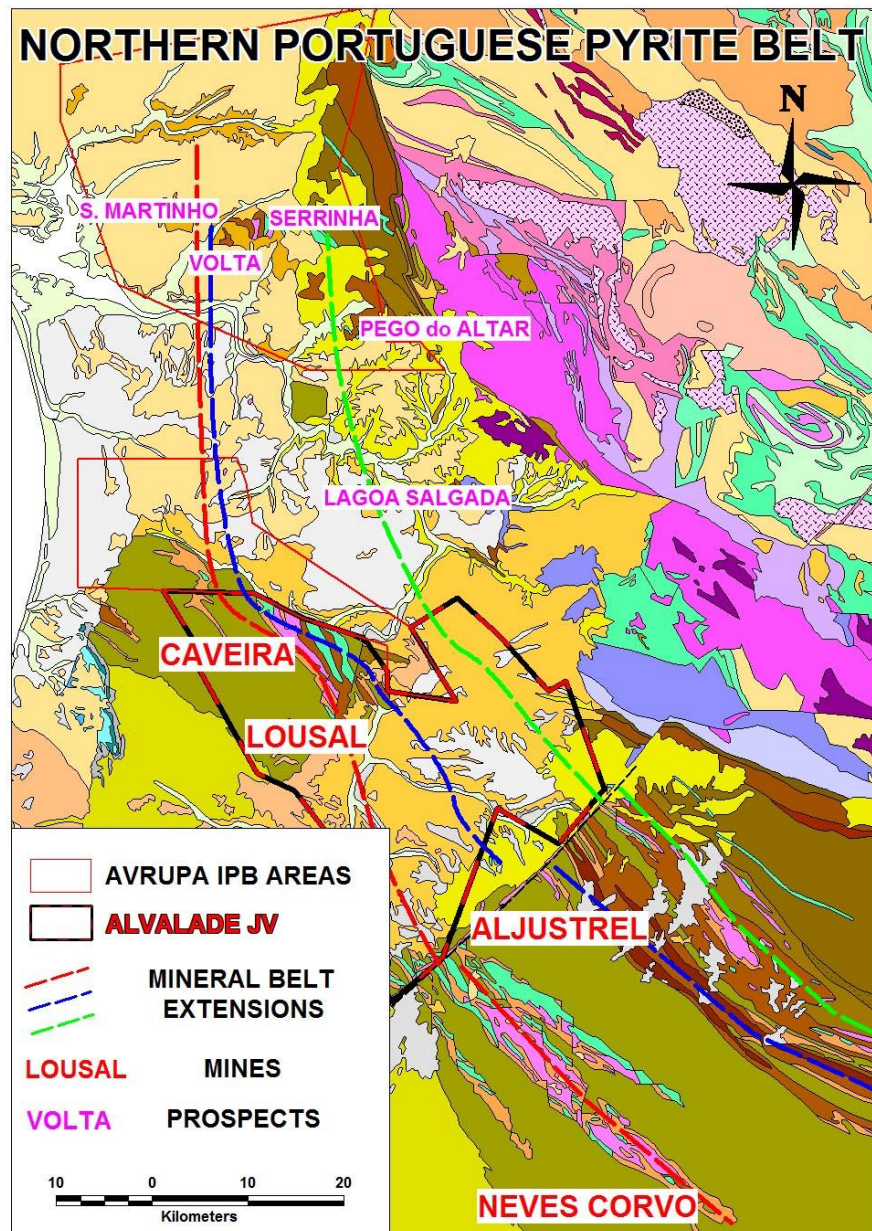 NORTHERN PORTUGUESE PYRITE BELT
N
S. MARTINHO
SERRINHA
VOLTA
PEGO do ALTAR
LAGOA SALGADA
CAVEIRA
LOUSAL
ALJUSTREL
NEVES CORVO
AVRUPA IPB AREAS
ALVALADE JV
MINERAL BELT
EXTENSIONS
LOUSAL MINES
VOLTA PROSPECTS
10 0 10 20
Kilometers